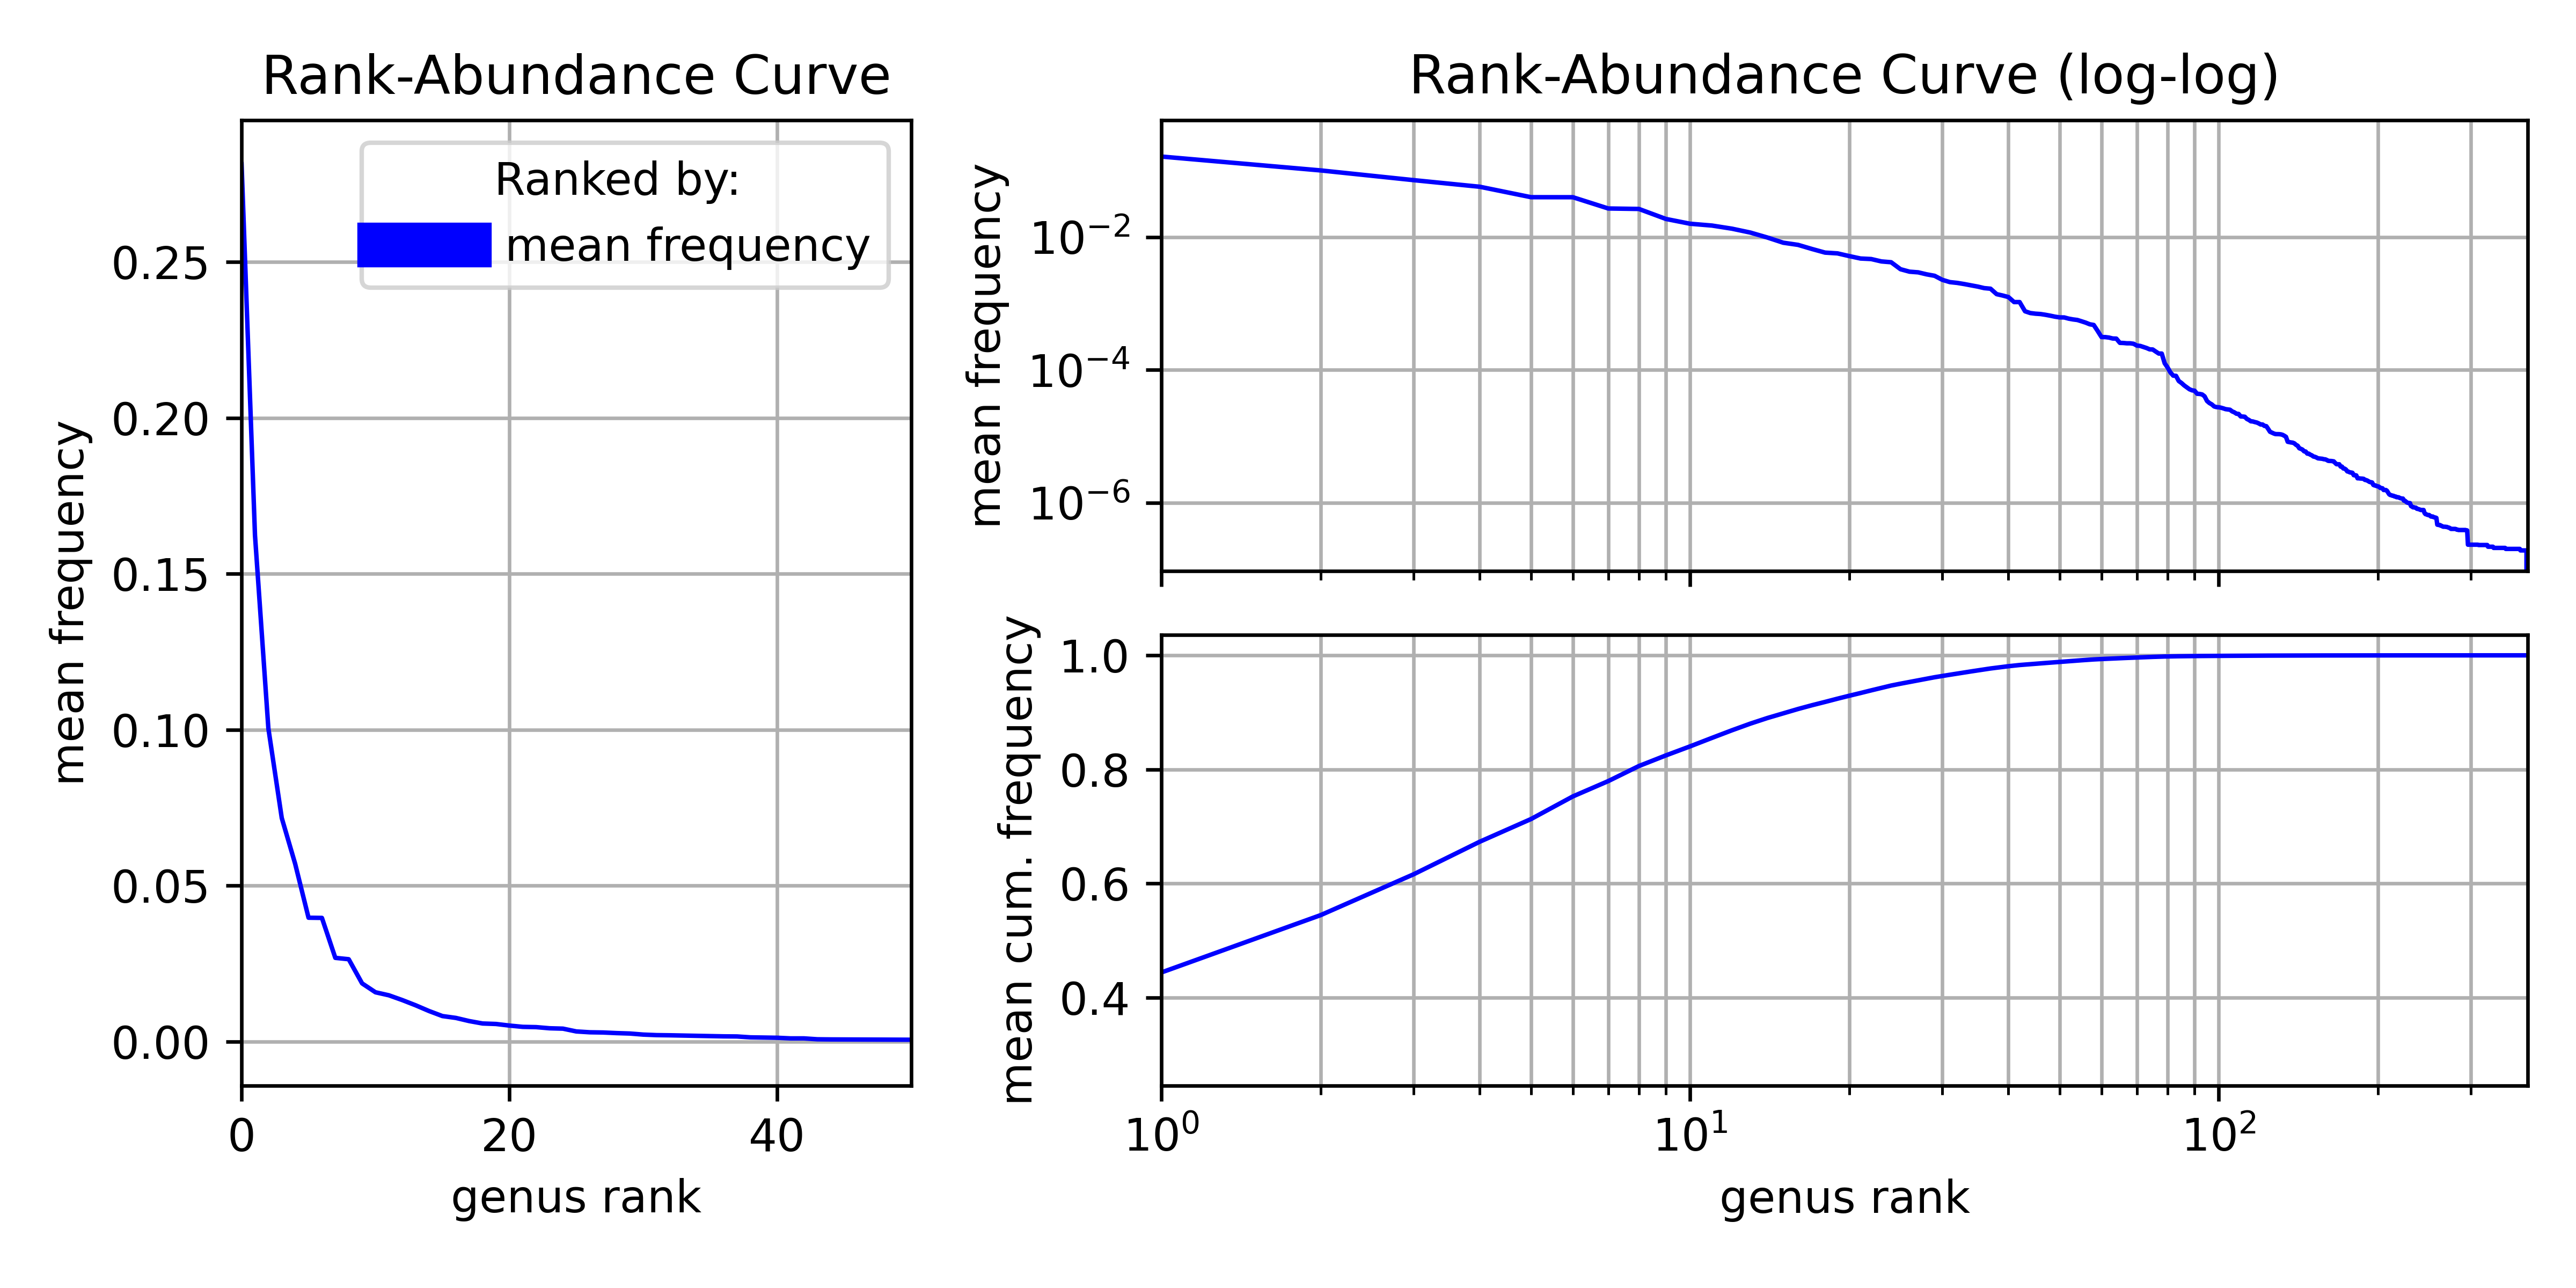 Rank-Abundance Curve
Ranked by:
mean frequency
mean frequency
0.25
0.20
0.15
0.10
0.05
0.00
0 20 40
genus rank
Rank-Abundance Curve (log-log)
mean frequency
10⁻²
10⁻⁴
10⁻⁶
mean cum. frequency
1.0
0.8
0.6
0.4
10⁰ 10¹ 10²
genus rank